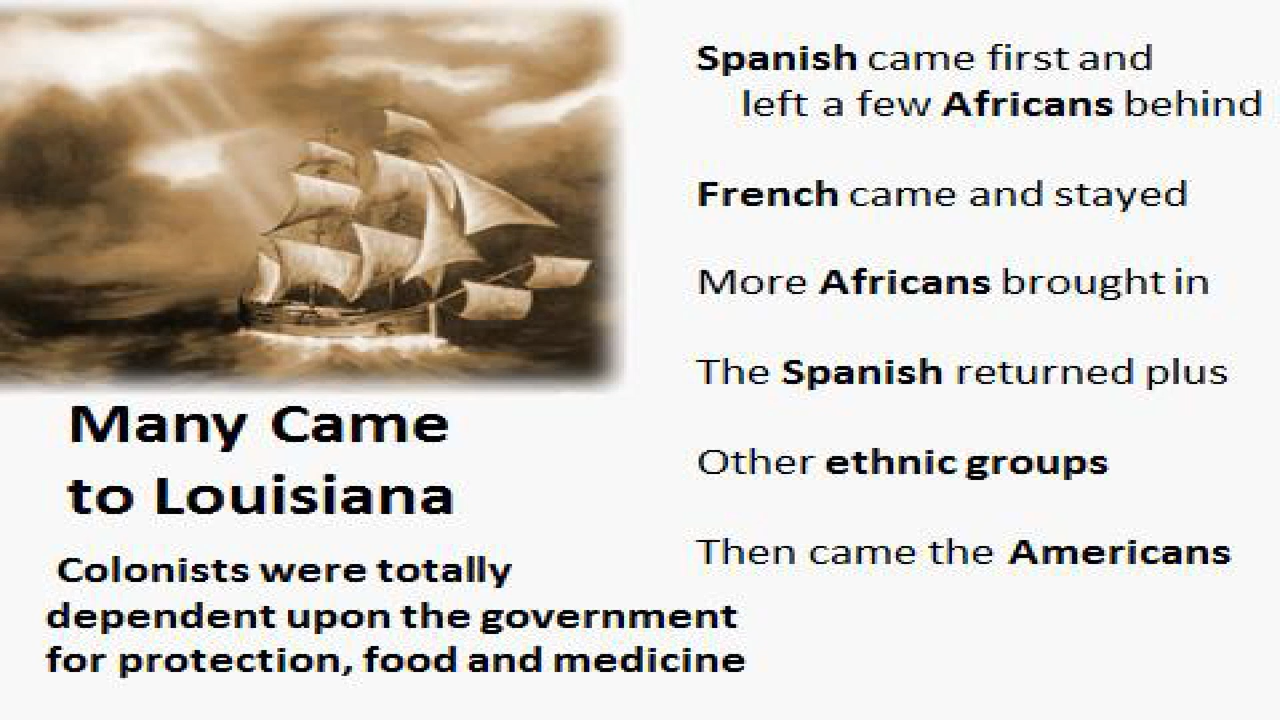 Many Came
to Louisiana
Colonists were totally
dependent upon the government
for protection, food and medicine
Spanish came first and
left a few Africans behind
French came and stayed
More Africans brought in
The Spanish returned plus
Other ethnic groups
Then came the Americans